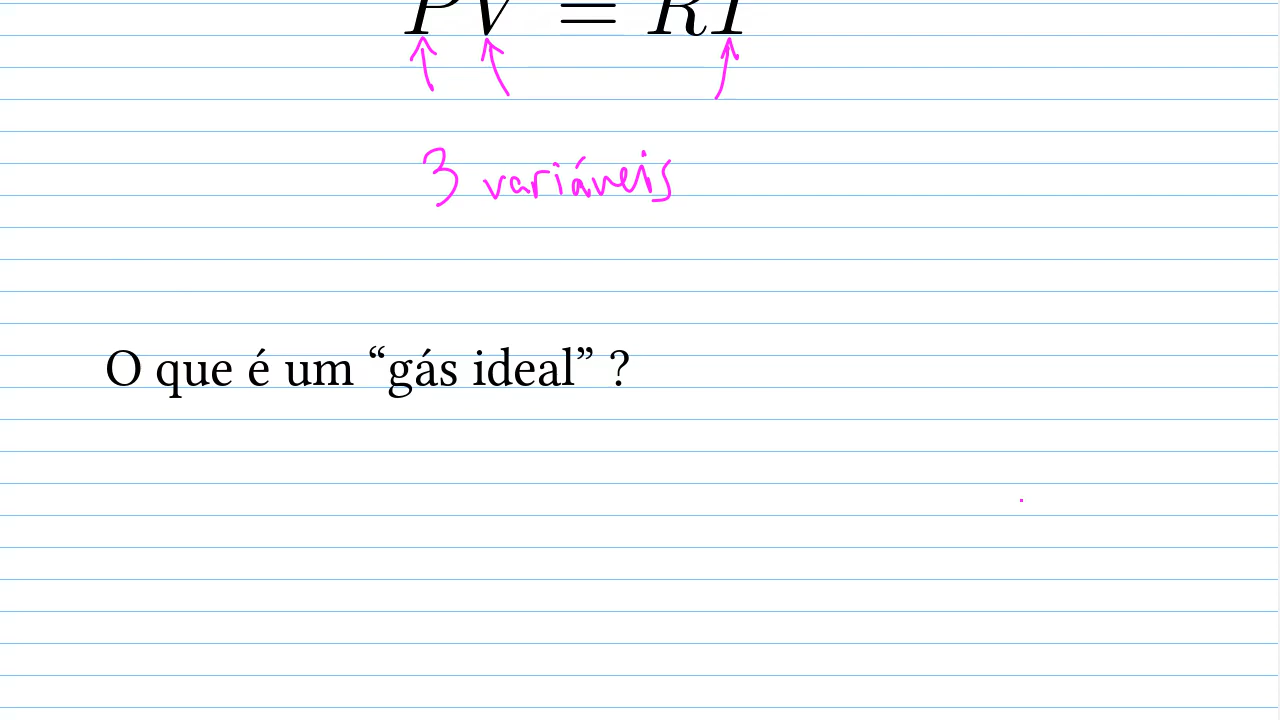 PV = RT
3 variáveis
O que é um “gás ideal” ?